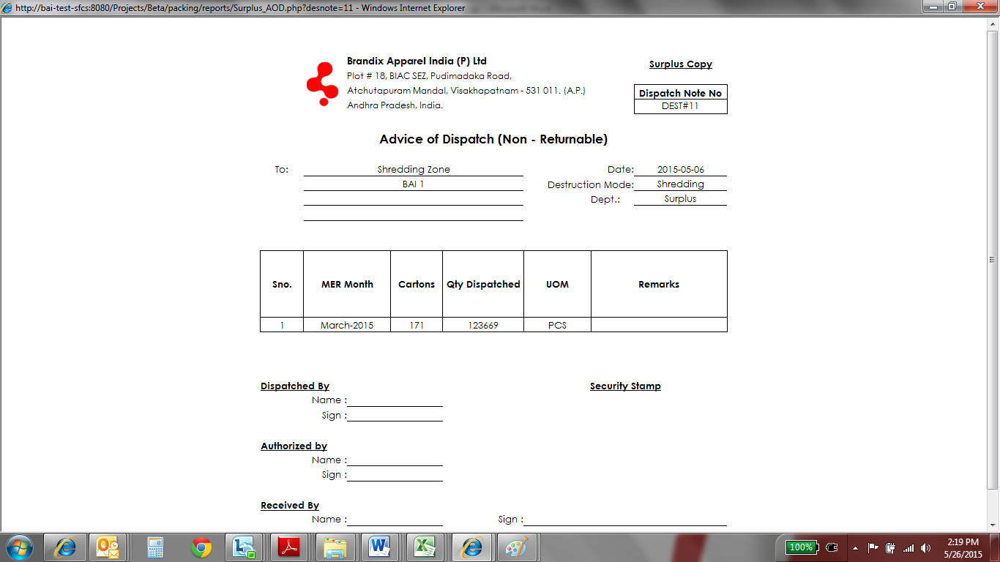 http://bai-test-sfcs:8080/Projects/Beta/packing/reports/Surplus_AOD.php?desnote=11 - Windows Internet Explorer
Brandix Apparel India (P) Ltd
Surplus Copy
Plot # 18, BIAC SEZ, Pudimadaka Road,
Atchutapuram Mandal, Visakhapatnam - 531 011. (A.P.)
Dispatch Note No
Andhra Pradesh, India.
DEST#11
Advice of Dispatch (Non - Returnable)
To: Shredding Zone Date: 2015-05-06
BAI 1 Destruction Mode: Shredding
Dept.: Surplus
Sno. MER Month Cartons Qty Dispatched UOM Remarks
1 March-2015 171 123669 PCS
Dispatched By Security Stamp
Name :
Sign :
Authorized by
Name :
Sign :
Received By
Name : Sign :
100%
2:19 PM
5/26/2015